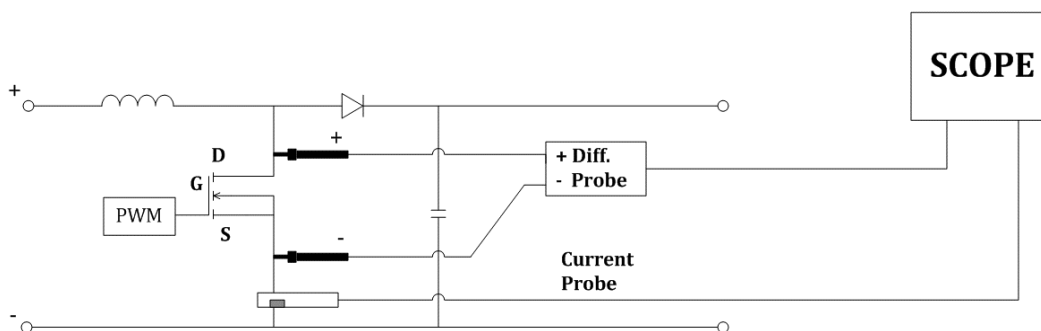 SCOPE
+
+
D
+ Diff.
- Probe
G
PWM
S
-
Current
Probe
-